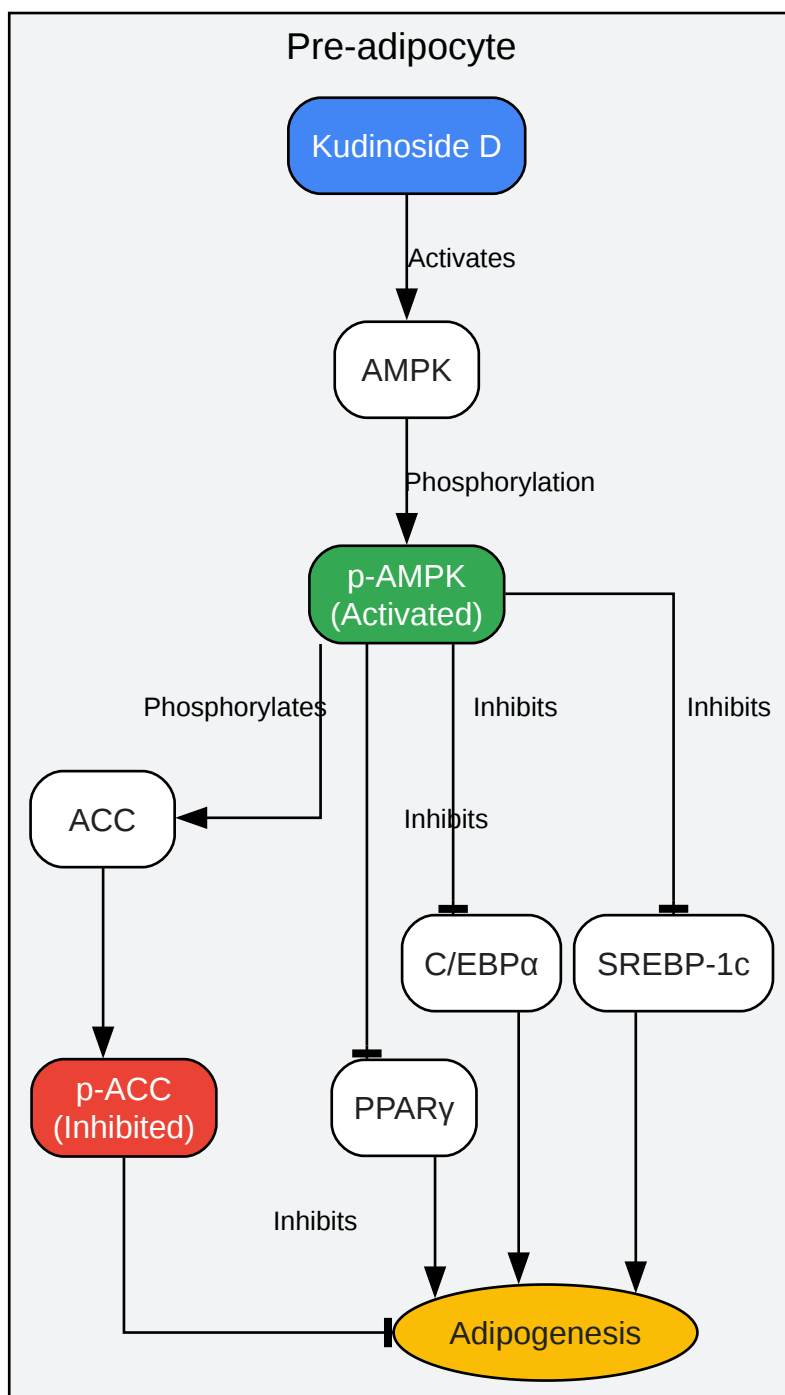 Pre-adipocyte
Kudinoside D
Activates
AMPK
Phosphorylation
p-AMPK
(Activated)
Phosphorylates
Inhibits
Inhibits
ACC
Inhibits
C/EBPα
SREBP-1c
p-ACC
(Inhibited)
PPARγ
Inhibits
Adipogenesis